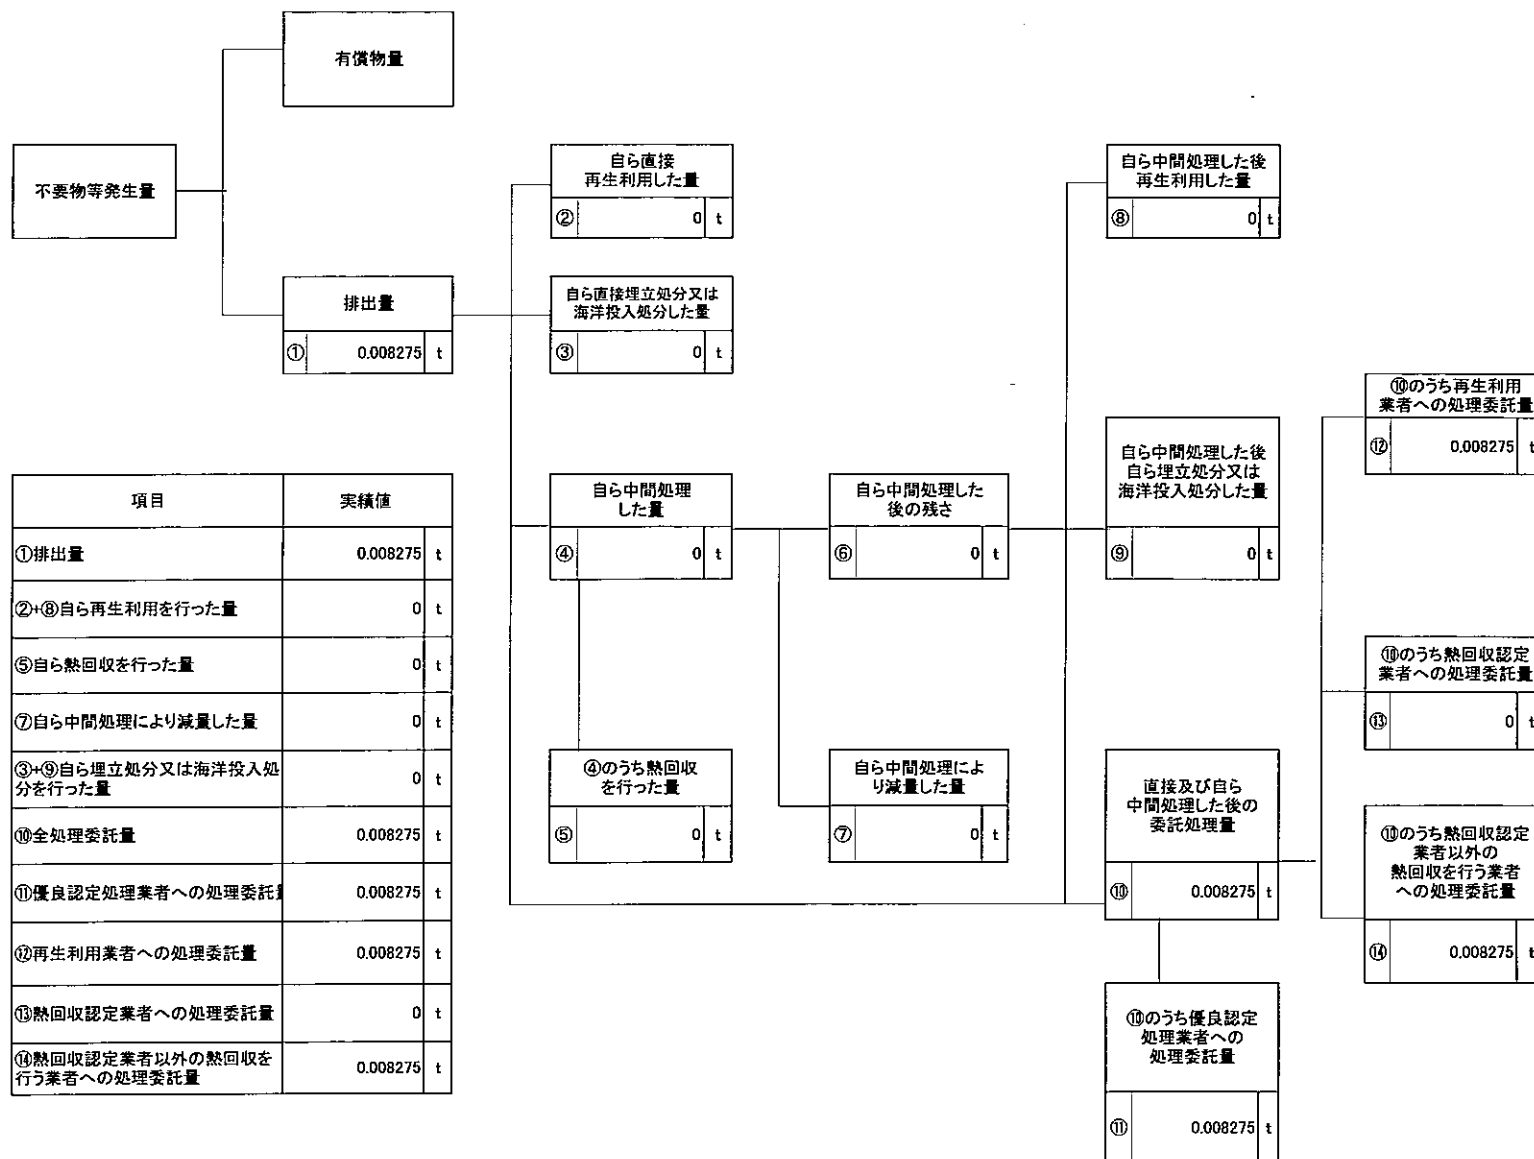 有償物量
不要物等発生量
排出量
① 0.008275 t
自ら直接
再生利用した量
② 0 t
自ら直接埋立処分又は
海洋投入処分した量
③ 0 t
自ら中間処理
した量
④ 0 t
④のうち熱回収
を行った量
⑤ 0 t
自ら中間処理した
後の残さ
⑥ 0 t
自ら中間処理によ
り減量した量
⑦ 0 t
自ら中間処理した後
再生利用した量
⑧ 0 t
自ら中間処理した後
自ら埋立処分又は
海洋投入処分した量
⑨ 0 t
直接及び自ら
中間処理した後の
委託処理量
⑩ 0.008275 t
⑩のうち優良認定
処理業者への
処理委託量
⑪ 0.008275 t
⑩のうち再生利用
業者への処理委託量
⑫ 0.008275 t
⑩のうち熱回収認定
業者への処理委託量
⑬ 0 t
⑩のうち熱回収認定
業者以外の
熱回収を行う業者
への処理委託量
⑭ 0.008275 t
項目 実績値
①排出量 0.008275 t
②+⑧自ら再生利用を行った量 0 t
⑤自ら熱回収を行った量 0 t
⑦自ら中間処理により減量した量 0 t
③+⑨自ら埋立処分又は海洋投入処
分を行った量 0 t
⑩全処理委託量 0.008275 t
⑪優良認定処理業者への処理委託量 0.008275 t
⑫再生利用業者への処理委託量 0.008275 t
⑬熱回収認定業者への処理委託量 0 t
⑭熱回収認定業者以外の熱回収を
行う業者への処理委託量 0.008275 t